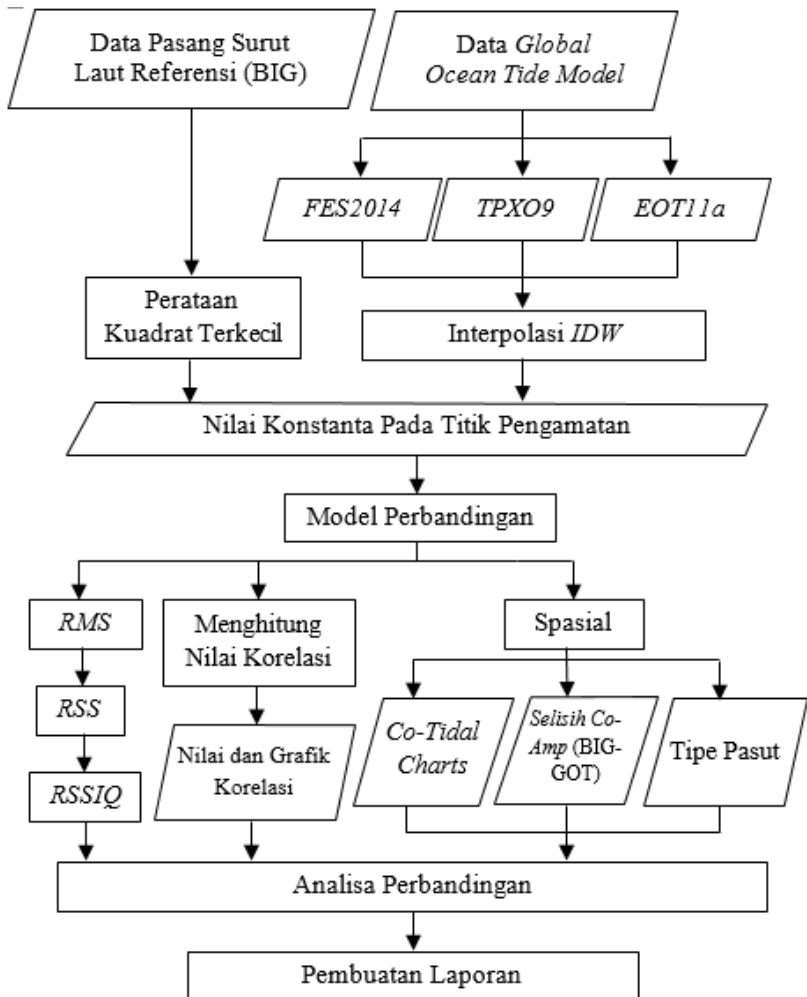 Data Pasang Surut
Laut Referensi (BIG)
Data Global
Ocean Tide Model
FES2014
TPXO9
EOT11a
Perataan
Kuadrat Terkecil
Interpolasi IDW
Nilai Konstanta Pada Titik Pengamatan
Model Perbandingan
RMS
Menghitung
Nilai Korelasi
Spasial
RSS
RSSIQ
Nilai dan Grafik
Korelasi
Co-Tidal
Charts
Selisih Co-
Amp (BIG-
GOT)
Tipe Pasut
Analisa Perbandingan
Pembuatan Laporan